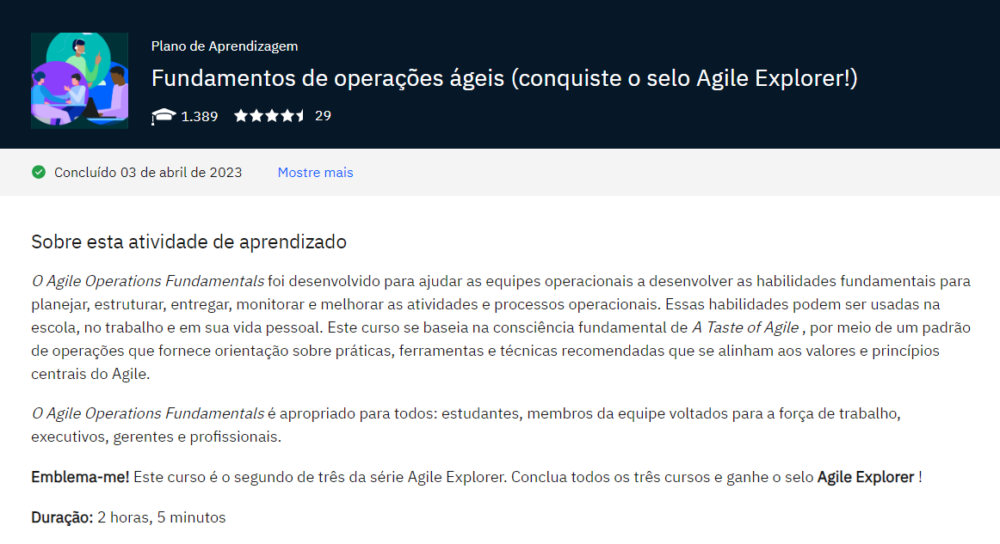 Plano de Aprendizagem
Fundamentos de operações ágeis (conquiste o selo Agile Explorer!)
1.389 29
Concluído 03 de abril de 2023 Mostre mais
Sobre esta atividade de aprendizado
O Agile Operations Fundamentals foi desenvolvido para ajudar as equipes operacionais a desenvolver as habilidades fundamentais para
planejar, estruturar, entregar, monitorar e melhorar as atividades e processos operacionais. Essas habilidades podem ser usadas na
escola, no trabalho e em sua vida pessoal. Este curso se baseia na consciência fundamental de A Taste of Agile , por meio de um padrão
de operações que fornece orientação sobre práticas, ferramentas e técnicas recomendadas que se alinham aos valores e princípios
centrais do Agile.
O Agile Operations Fundamentals é apropriado para todos: estudantes, membros da equipe voltados para a força de trabalho,
executivos, gerentes e profissionais.
Emblema-me! Este curso é o segundo de três da série Agile Explorer. Conclua todos os três cursos e ganhe o selo Agile Explorer !
Duração: 2 horas, 5 minutos